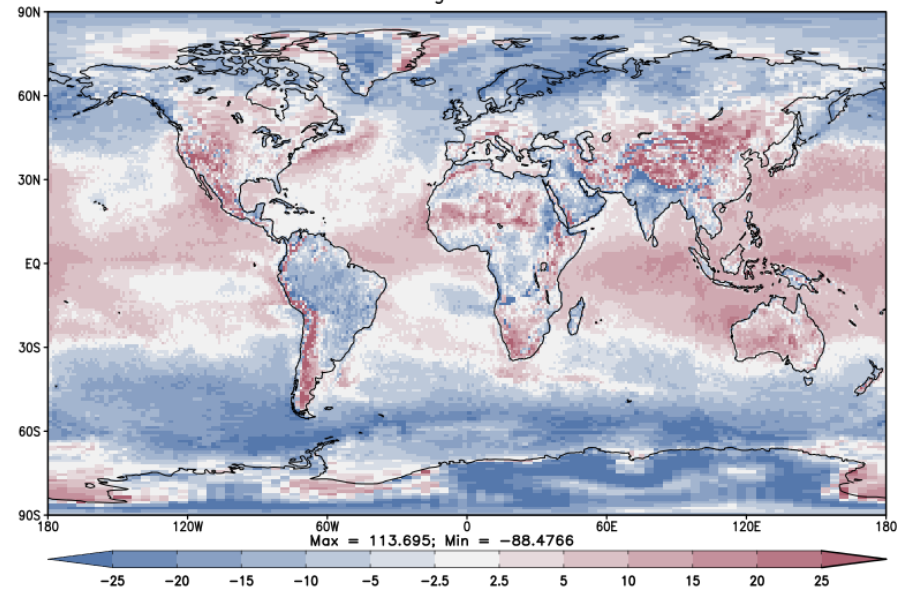 90N
60N
30N
EQ
30S
60S
90S
180 120W 60W 0 60E 120E 180
Max = 113.695; Min = −88.4766
−25 −20 −15 −10 −5 −2.5 2.5 5 10 15 20 25